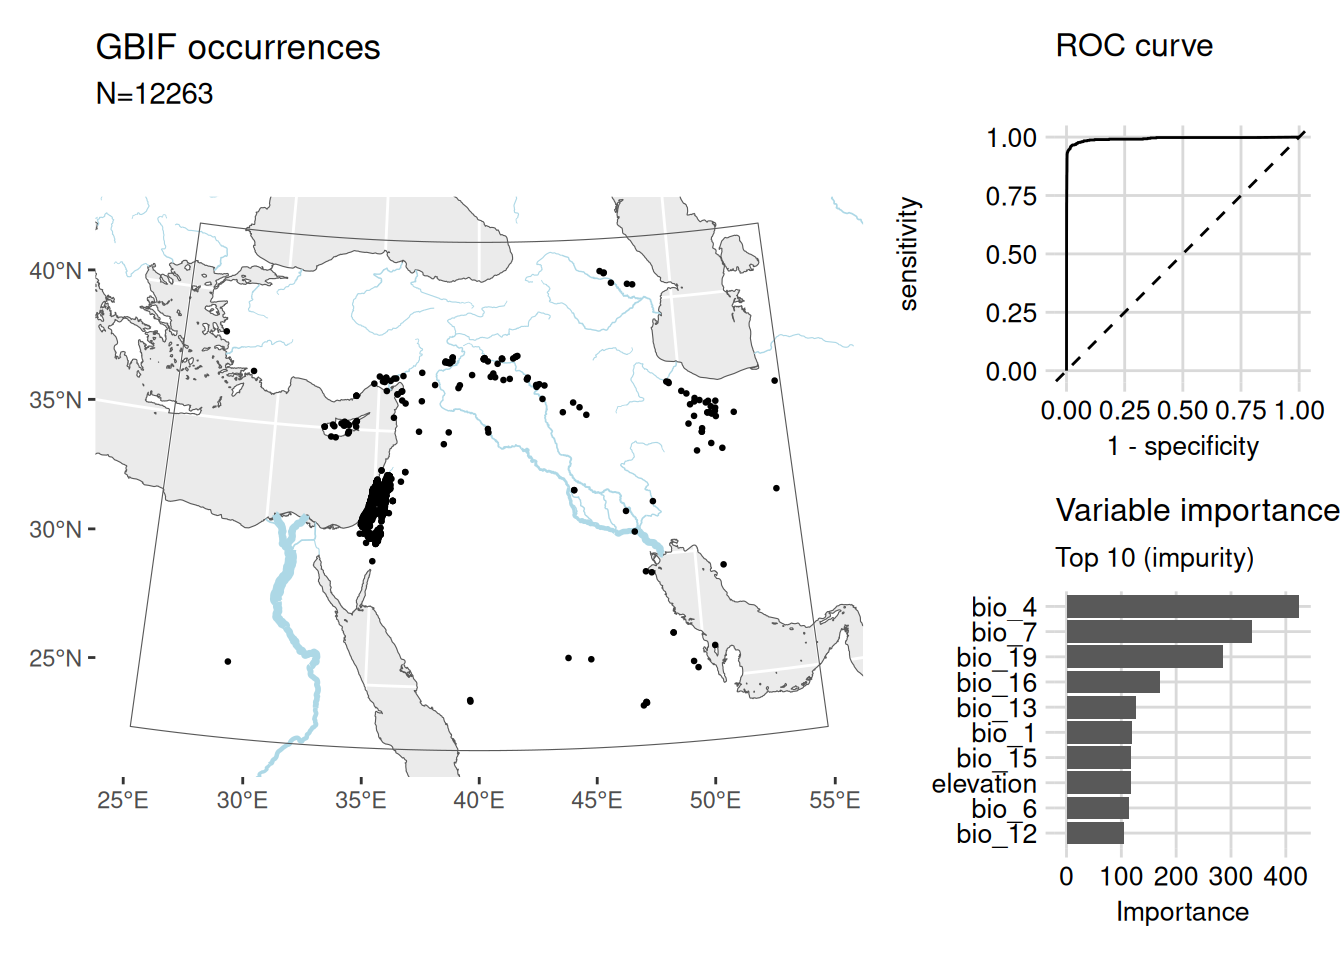 GBIF occurrences
N=12263
40°N
35°N
30°N
25°N
25°E 30°E 35°E 40°E 45°E 50°E 55°E
ROC curve
sensitivity
1.00
0.75
0.50
0.25
0.00
0.00 0.25 0.50 0.75 1.00
1 - specificity
Variable importance
Top 10 (impurity)
bio_4
bio_7
bio_19
bio_16
bio_13
bio_1
bio_15
elevation
bio_6
bio_12
0 100 200 300 400
Importance